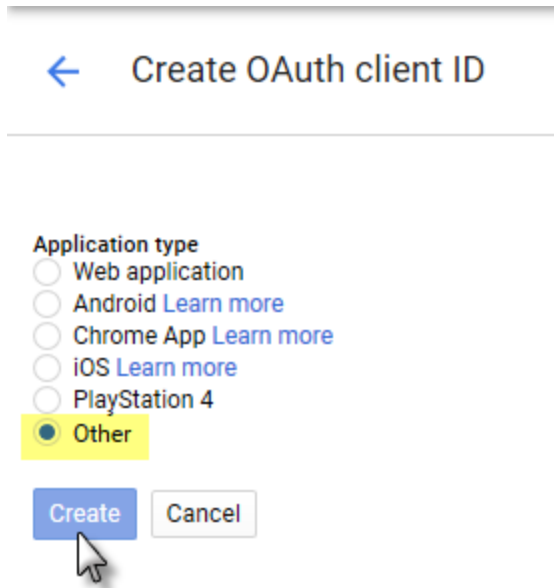 Create OAuth client ID
Application type
Web application
Android Learn more
Chrome App Learn more
iOS Learn more
PlayStation 4
Other
Create Cancel